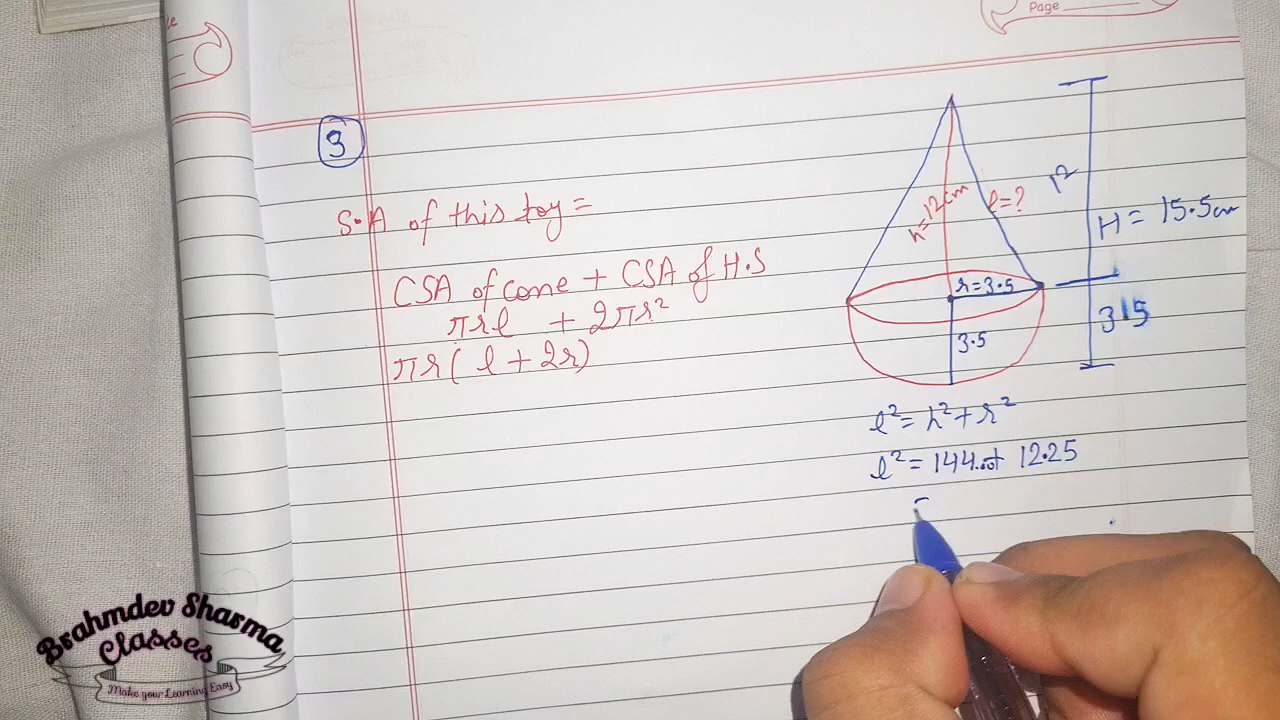 Page
3
S.A of this toy =
CSA of cone + CSA of H.S
πrl + 2πr²
πr( l + 2r)
h=12cm
l=?
r=3.5
3.5
12
H = 15.5cm
3.5
l² = h² + r²
l² = 144.0+ 12.25
Brahmdev Sharma
Classes
Make your Learning Easy